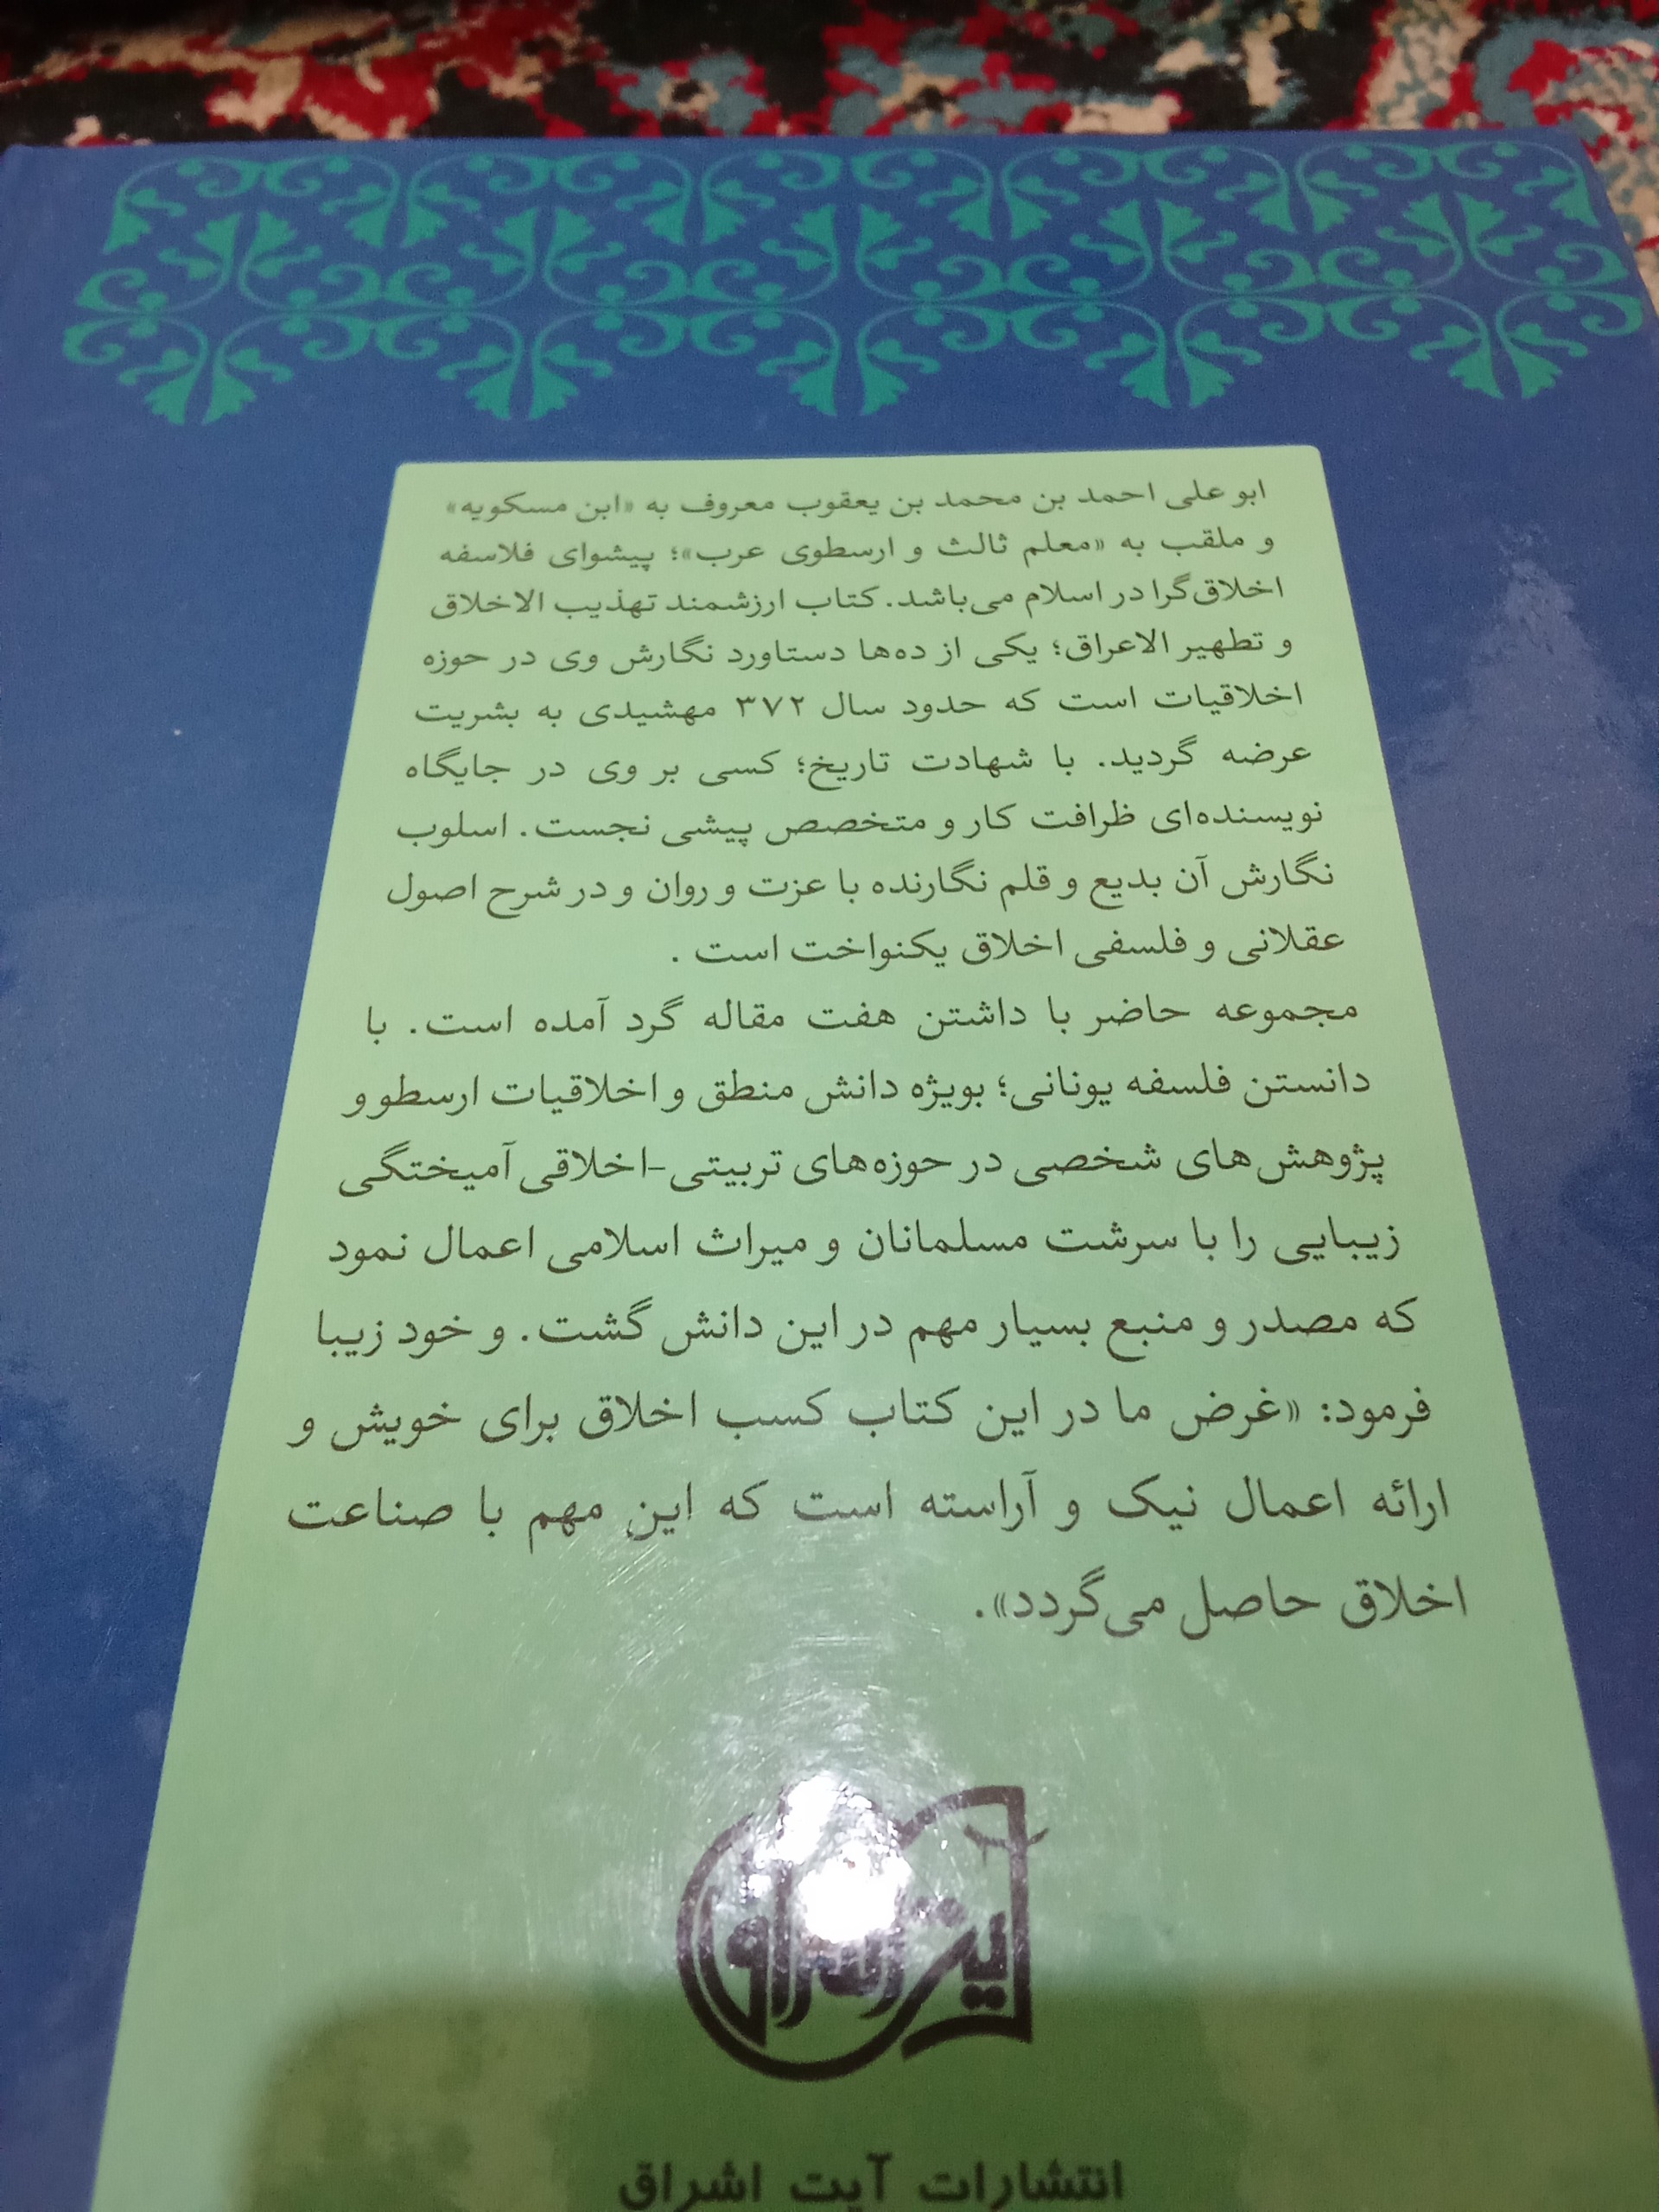 ابو علی احمد بن محمد بن یعقوب معروف به «ابن مسکویه»
و ملقب به «معلم ثالث و ارسطوی عرب»؛ پیشوای فلاسفه
اخلاق‌گرا در اسلام می‌باشد. کتاب ارزشمند تهذیب الاخلاق
و تطهیر الاعراق؛ یکی از ده‌ها دستاورد نگارش وی در حوزه
اخلاقیات است که حدود سال ۳۷۲ مهشیدی به بشریت
عرضه گردید. با شهادت تاریخ؛ کسی بر وی در جایگاه
نویسنده‌ای ظرافت کار و متخصص پیشی نجست. اسلوب
نگارش آن بدیع و قلم نگارنده با عزت و روان و در شرح اصول
عقلانی و فلسفی اخلاق یکنواخت است .
مجموعه حاضر با داشتن هفت مقاله گرد آمده است. با
دانستن فلسفه یونانی؛ بویژه دانش منطق و اخلاقیات ارسطو و
پژوهش‌های شخصی در حوزه‌های تربیتی-اخلاقی آمیختگی
زیبایی را با سرشت مسلمانان و میراث اسلامی اعمال نمود
که مصدر و منبع بسیار مهم در این دانش گشت. و خود زیبا
فرمود: «غرض ما در این کتاب کسب اخلاق برای خویش و
ارائه اعمال نیک و آراسته است که این مهم با صناعت
اخلاق حاصل می‌گردد».
آیت اشراق
انتشارات آیت اشراق